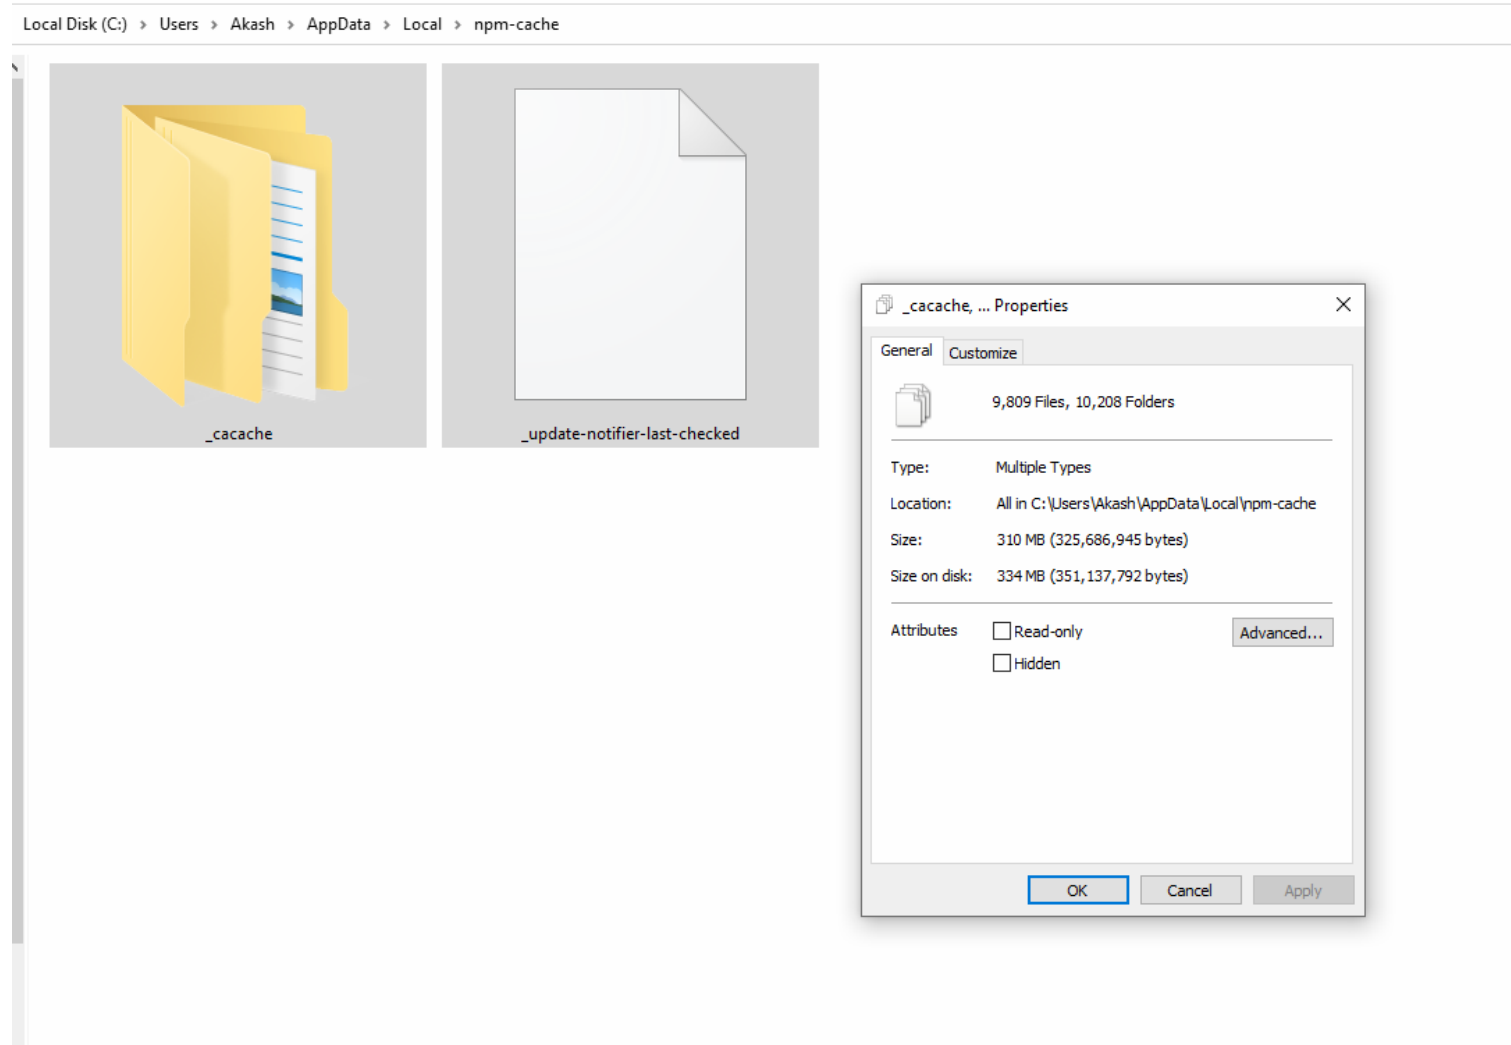 Local Disk (C:) > Users > Akash > AppData > Local > npm-cache
_cacache
_update-notifier-last-checked
_cacache, ... Properties
General Customize
9,809 Files, 10,208 Folders
Type: Multiple Types
Location: All in C:\Users\Akash\AppData\Local\npm-cache
Size: 310 MB (325,686,945 bytes)
Size on disk: 334 MB (351,137,792 bytes)
Attributes Read-only Advanced...
Hidden
OK Cancel Apply